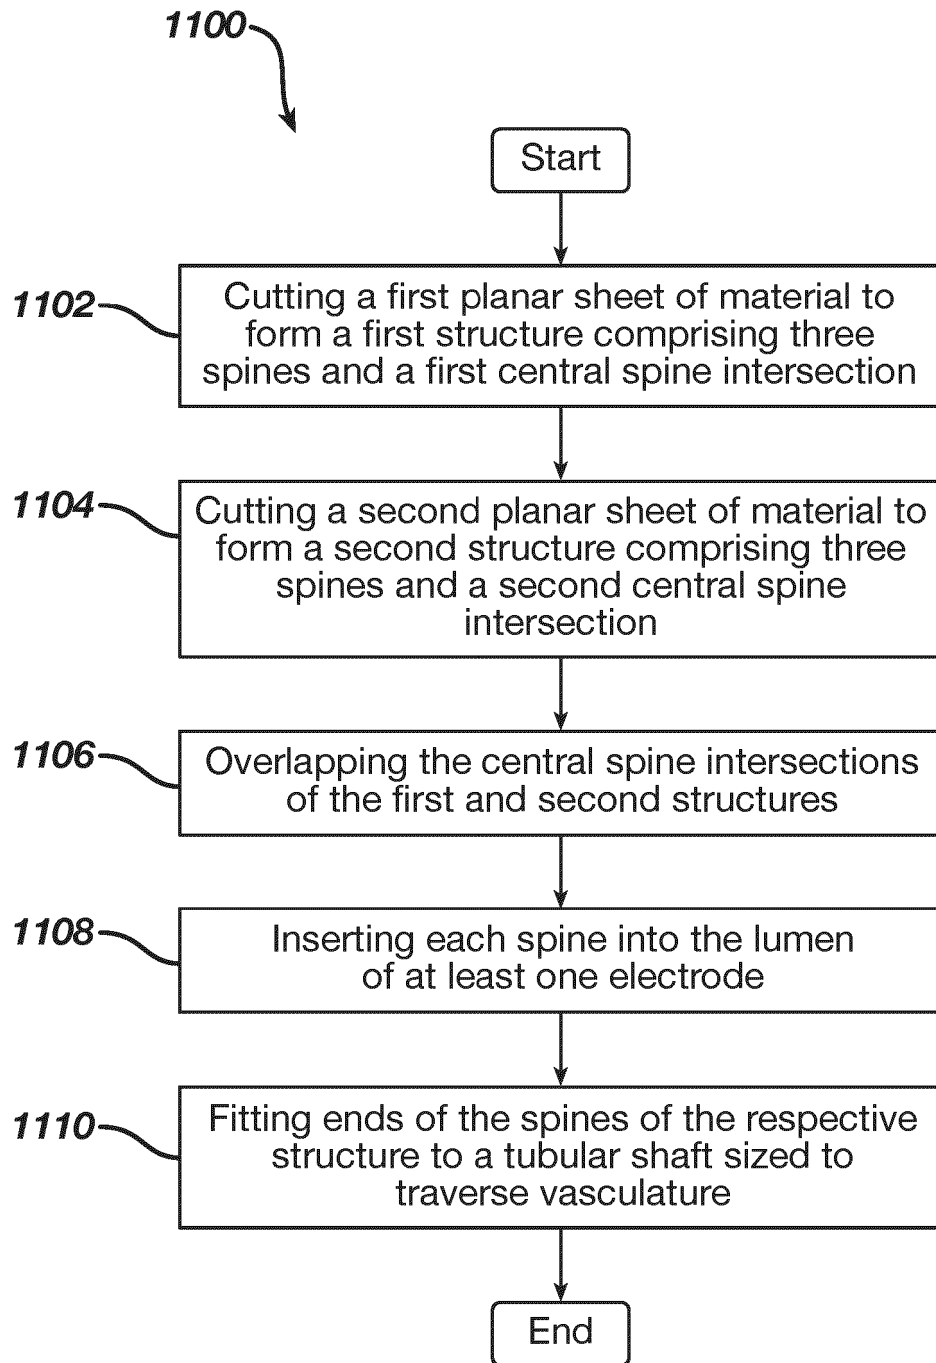 1100
Start
1102
Cutting a first planar sheet of material to
form a first structure comprising three
spines and a first central spine intersection
1104
Cutting a second planar sheet of material to
form a second structure comprising three
spines and a second central spine
intersection
1106
Overlapping the central spine intersections
of the first and second structures
1108
Inserting each spine into the lumen
of at least one electrode
1110
Fitting ends of the spines of the respective
structure to a tubular shaft sized to
traverse vasculature
End